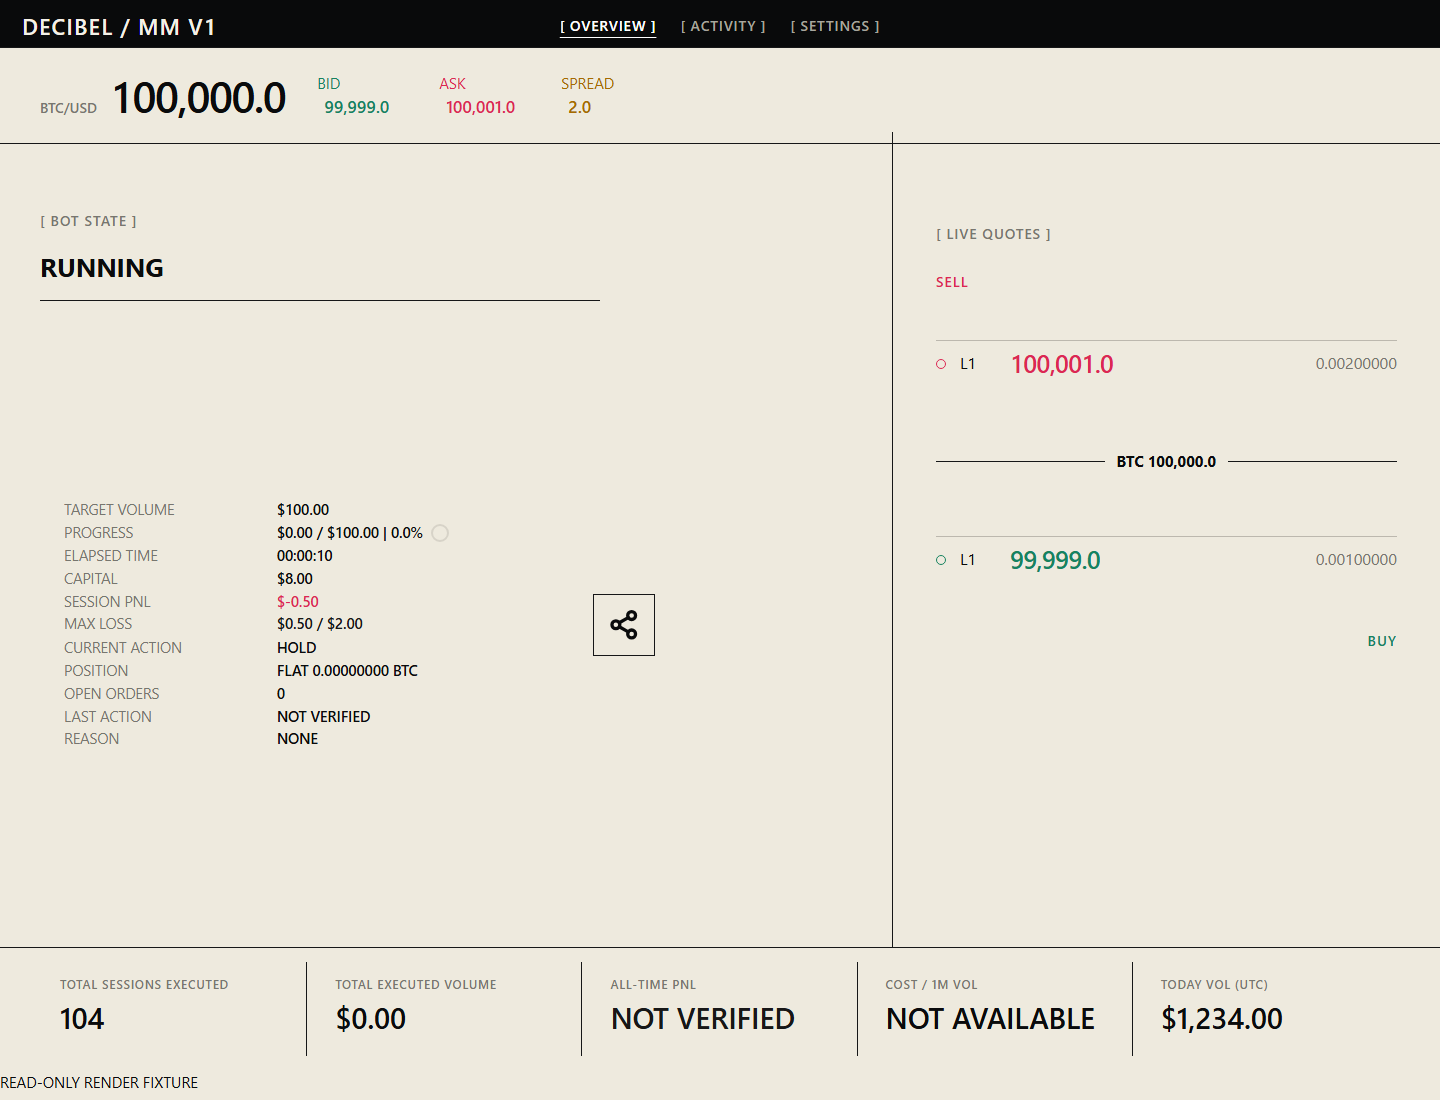 DECIBEL / MM V1
[ OVERVIEW ] [ ACTIVITY ] [ SETTINGS ]
BTC/USD 100,000.0
BID
99,999.0
ASK
100,001.0
SPREAD
2.0
[ BOT STATE ]
RUNNING
TARGET VOLUME $100.00
PROGRESS $0.00 / $100.00 | 0.0%
ELAPSED TIME 00:00:10
CAPITAL $8.00
SESSION PNL $-0.50
MAX LOSS $0.50 / $2.00
CURRENT ACTION HOLD
POSITION FLAT 0.00000000 BTC
OPEN ORDERS 0
LAST ACTION NOT VERIFIED
REASON NONE
[ LIVE QUOTES ]
SELL
L1 100,001.0 0.00200000
BTC 100,000.0
L1 99,999.0 0.00100000
BUY
TOTAL SESSIONS EXECUTED
104
TOTAL EXECUTED VOLUME
$0.00
ALL-TIME PNL
NOT VERIFIED
COST / 1M VOL
NOT AVAILABLE
TODAY VOL (UTC)
$1,234.00
READ-ONLY RENDER FIXTURE